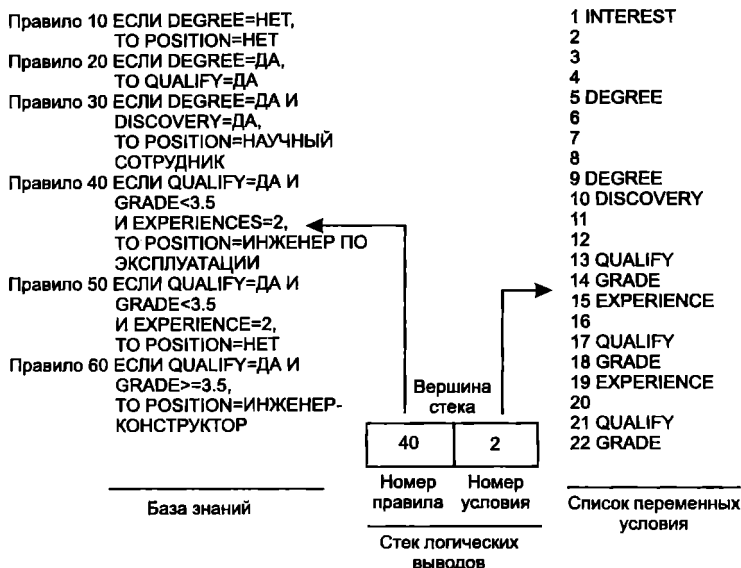 Правило 10 ЕСЛИ DEGREE=НЕТ,
ТО POSITION=НЕТ
Правило 20 ЕСЛИ DEGREE=ДА,
ТО QUALIFY=ДА
Правило 30 ЕСЛИ DEGREE=ДА И
DISCOVERY=ДА,
ТО POSITION=НАУЧНЫЙ
СОТРУДНИК
Правило 40 ЕСЛИ QUALIFY=ДА И
GRADE<3.5
И EXPERIENCES=2,
ТО POSITION=ИНЖЕНЕР ПО
ЭКСПЛУАТАЦИИ
Правило 50 ЕСЛИ QUALIFY=ДА И
GRADE<3.5
И EXPERIENCE=2,
ТО POSITION=НЕТ
Правило 60 ЕСЛИ QUALIFY=ДА И
GRADE>=3.5,
ТО POSITION=ИНЖЕНЕР-
КОНСТРУКТОР
База знаний
Вершина
стека
40 2
Номер правила
Номер условия
Стек логических
выводов
1 INTEREST
2
3
4
5 DEGREE
6
7
8
9 DEGREE
10 DISCOVERY
11
12
13 QUALIFY
14 GRADE
15 EXPERIENCE
16
17 QUALIFY
18 GRADE
19 EXPERIENCE
20
21 QUALIFY
22 GRADE
Список переменных
условия